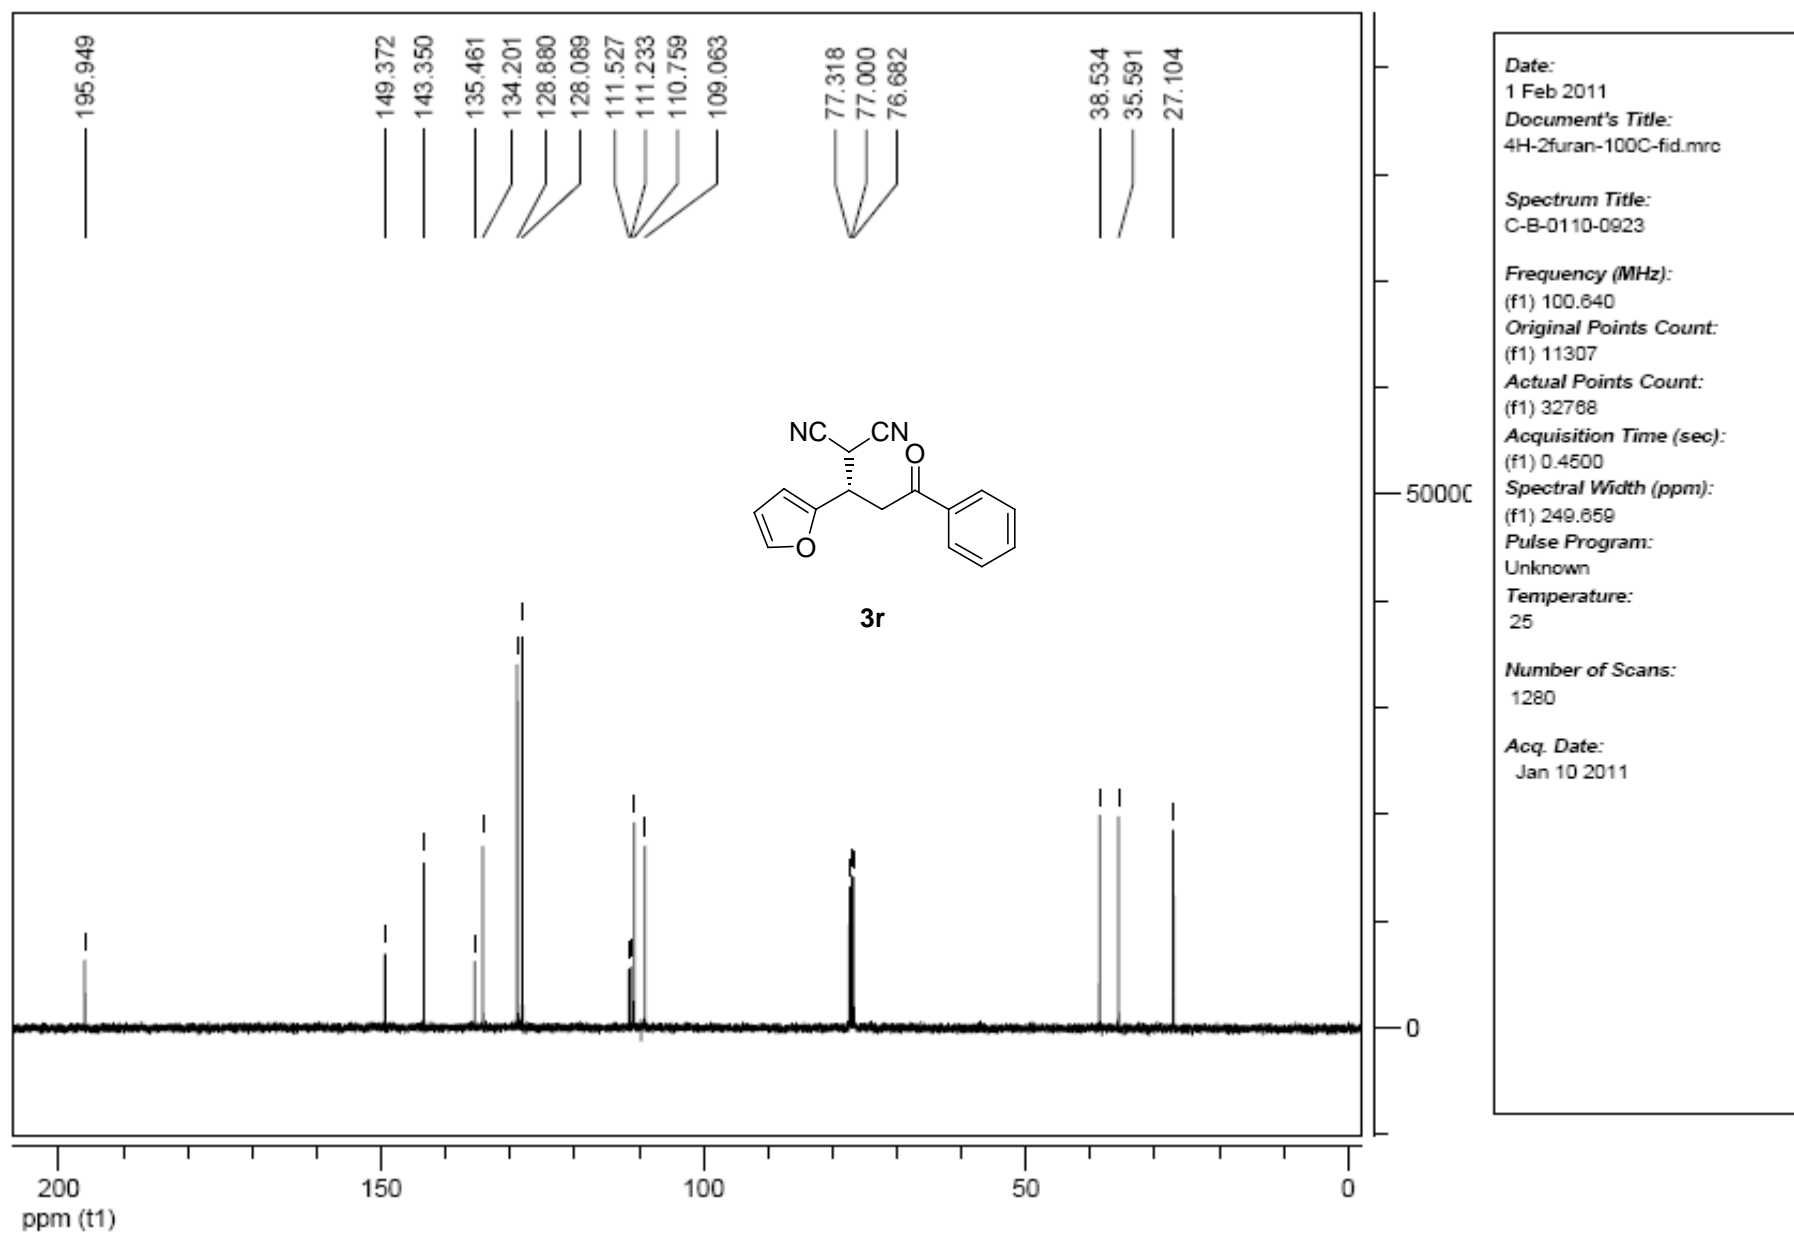 195.949
149.372
143.350
135.461
134.201
128.880
128.089
111.527
111.233
110.759
109.063
77.318
77.000
76.682
38.534
35.591
27.104
NC
CN
O
O
3r
50000
0
200
150
100
50
0
ppm (t1)
Date:
1 Feb 2011
Document's Title:
4H-2furan-100C-fid.mrc
Spectrum Title:
C-B-0110-0923
Frequency (MHz):
(f1) 100.640
Original Points Count:
(f1) 11307
Actual Points Count:
(f1) 32768
Acquisition Time (sec):
(f1) 0.4500
Spectral Width (ppm):
(f1) 249.659
Pulse Program:
Unknown
Temperature:
25
Number of Scans:
1280
Acq. Date:
Jan 10 2011